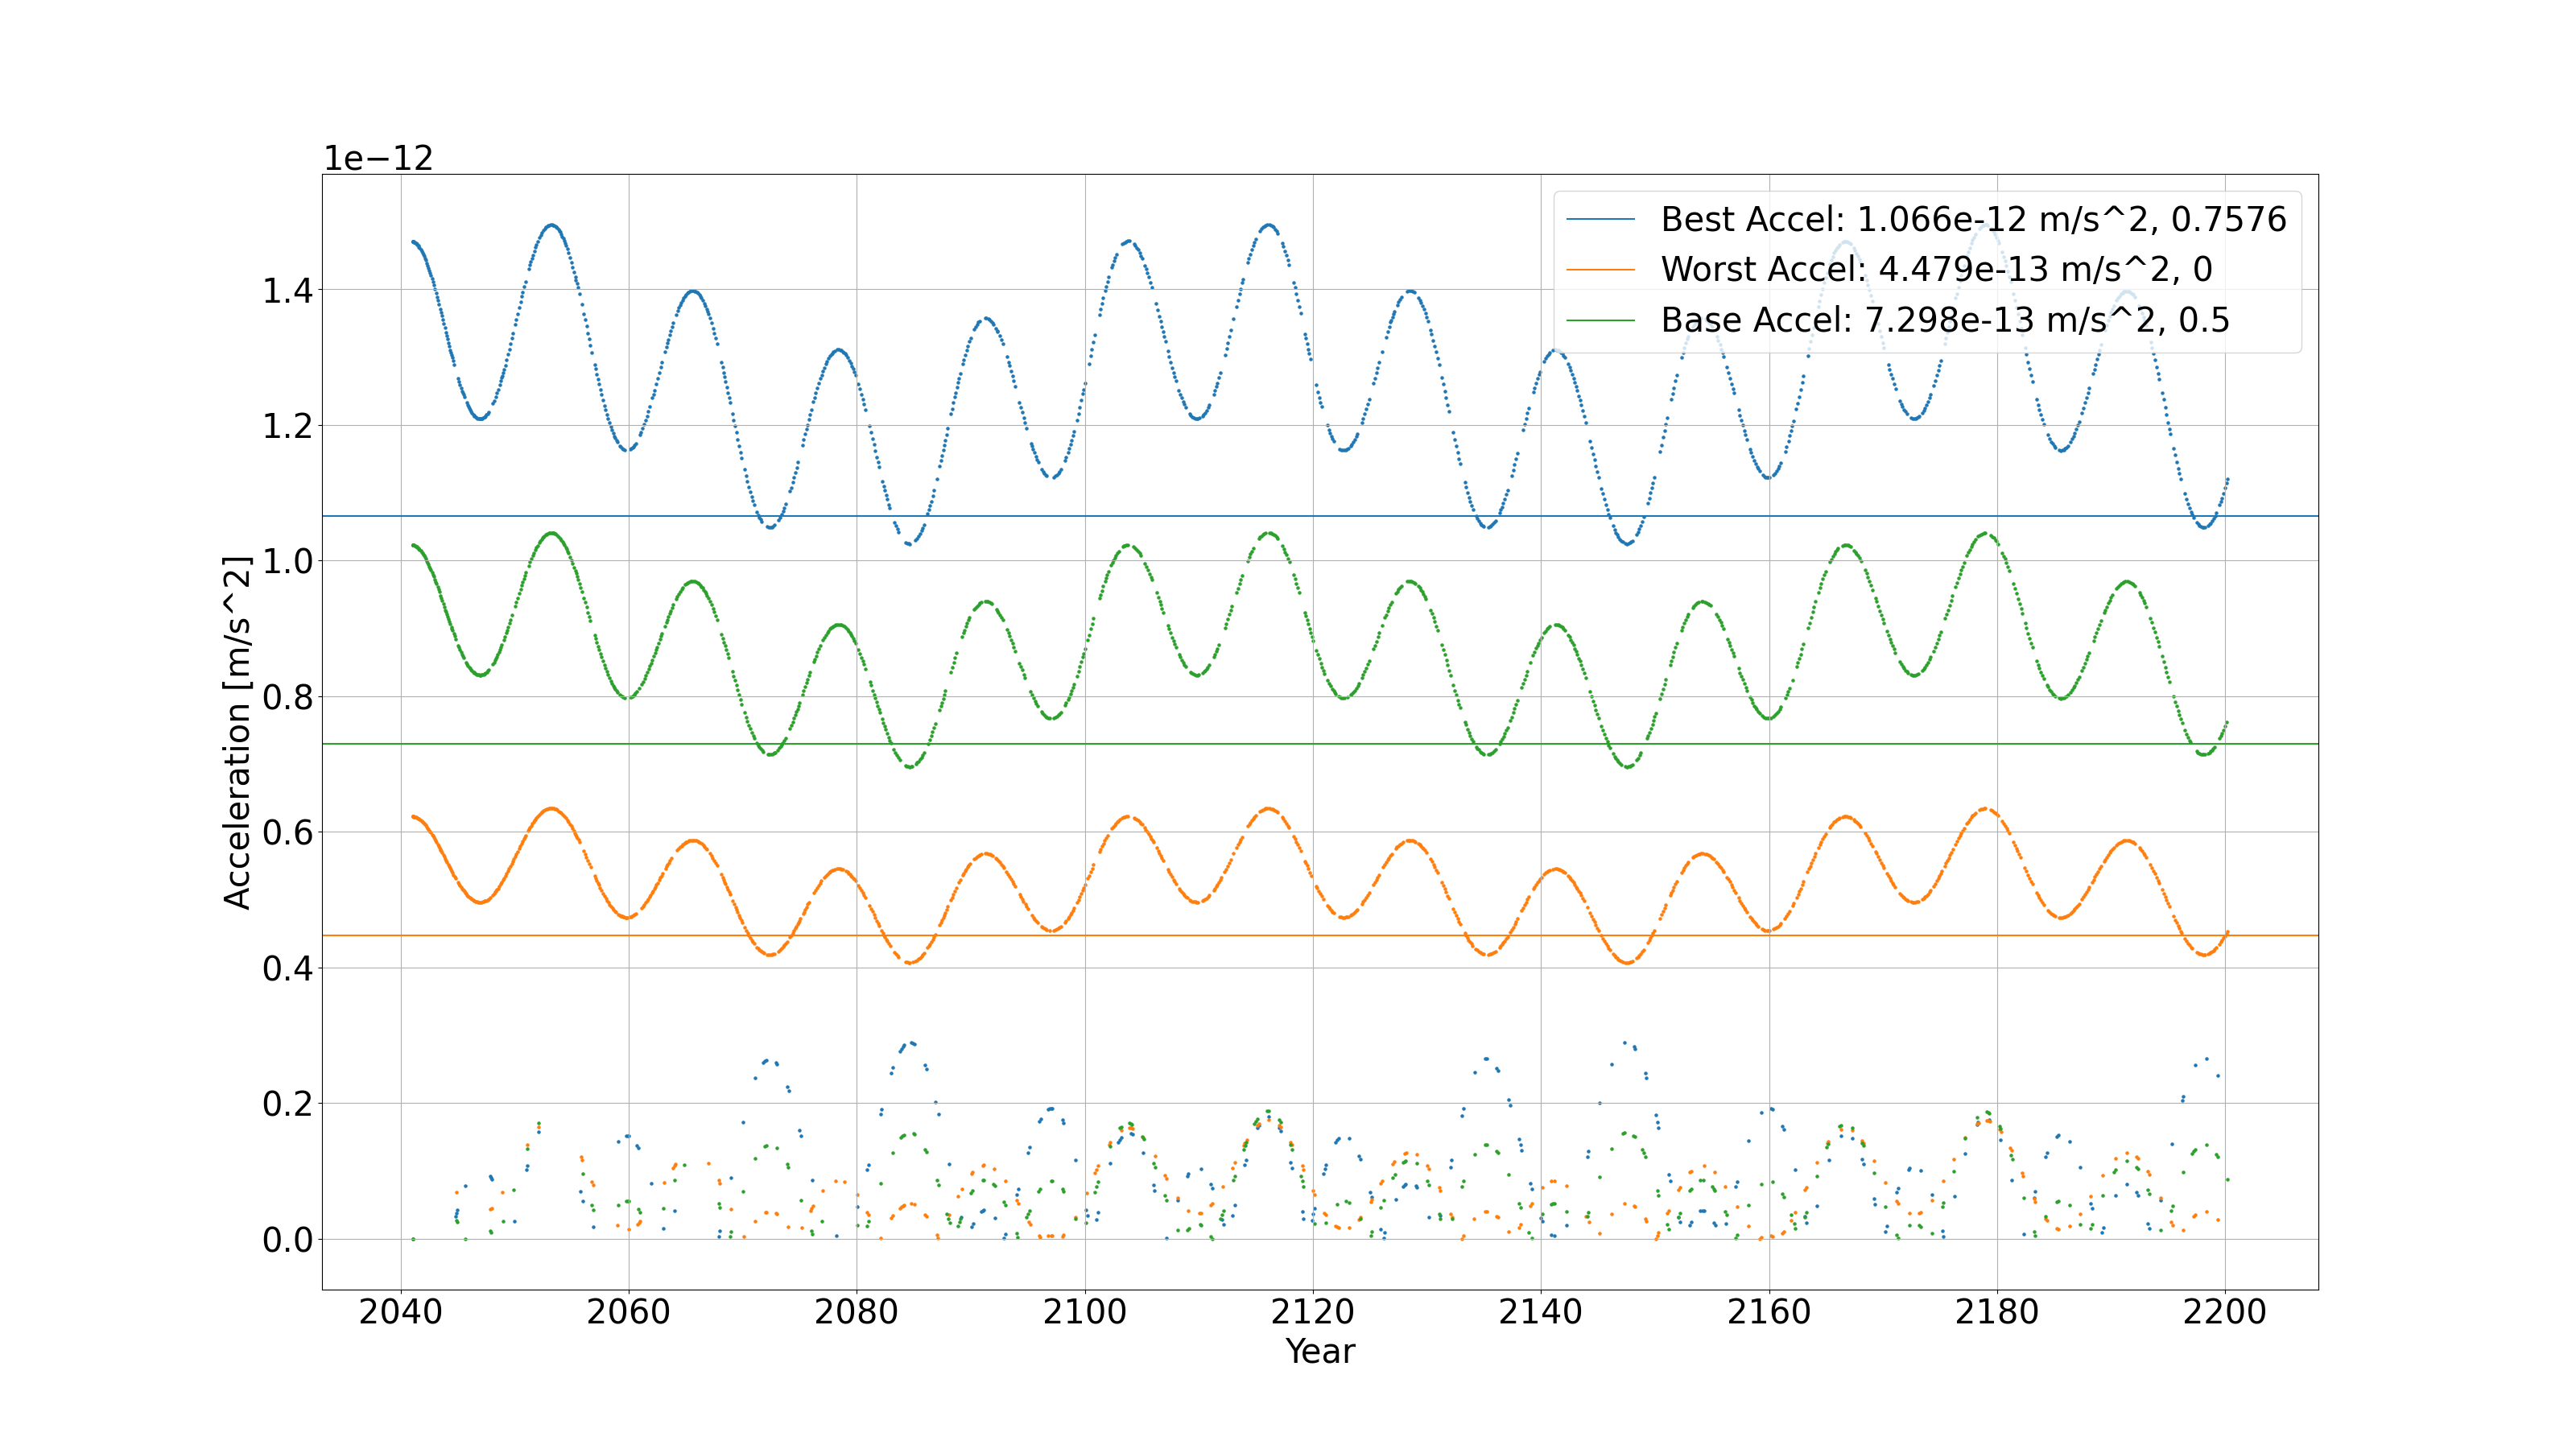 1e−12
Best Accel: 1.066e-12 m/s^2, 0.7576
Worst Accel: 4.479e-13 m/s^2, 0
Base Accel: 7.298e-13 m/s^2, 0.5
1.4
1.2
1.0
0.8
0.6
0.4
0.2
0.0
Acceleration [m/s^2]
2040 2060 2080 2100 2120 2140 2160 2180 2200
Year